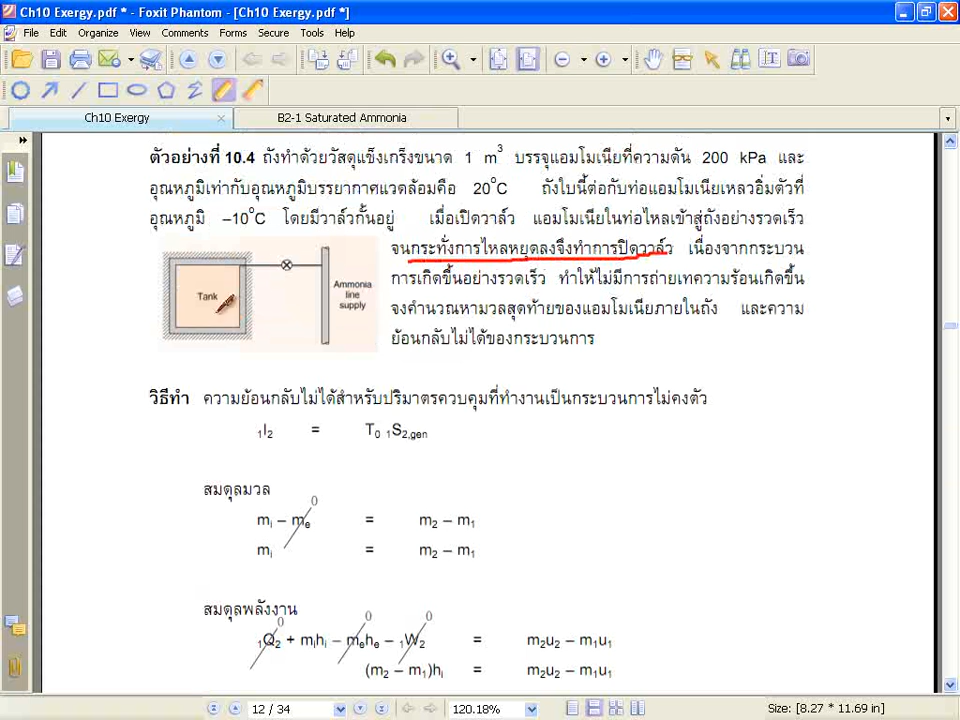 Ch10 Exergy.pdf * - Foxit Phantom - [Ch10 Exergy.pdf *]
File Edit Organize View Comments Forms Secure Tools Help
Ch10 Exergy B2-1 Saturated Ammonia
ตัวอย่างที่ 10.4 ถังทำด้วยวัสดุแข็งเกร็งขนาด 1 m³ บรรจุแอมโมเนียที่ความดัน 200 kPa และ
อุณหภูมิเท่ากับอุณหภูมิบรรยากาศแวดล้อมคือ 20°C ถังใบนี้ต่อกับท่อแอมโมเนียเหลวอิ่มตัวที่
อุณหภูมิ –10°C โดยมีวาล์วกั้นอยู่ เมื่อเปิดวาล์ว แอมโมเนียในท่อไหลเข้าสู่ถังอย่างรวดเร็ว
จนกระทั่งการไหลหยุดลงจึงทำการปิดวาล์ว เนื่องจากกระบวน
การเกิดขึ้นอย่างรวดเร็ว ทำให้ไม่มีการถ่ายเทความร้อนเกิดขึ้น
จงคำนวณหามวลสุดท้ายของแอมโมเนียภายในถัง และความ
ย้อนกลับไม่ได้ของกระบวนการ
Tank
Ammonia
line
supply
วิธีทำ ความย้อนกลับไม่ได้สำหรับปริมาตรควบคุมที่ทำงานเป็นกระบวนการไม่คงตัว
₁I₂ = T₀ ₁S₂,gen
สมดุลมวล
0
mᵢ – mₑ = m₂ – m₁
mᵢ = m₂ – m₁
สมดุลพลังงาน
0 0 0
₁Q₂ + mᵢhᵢ – mₑhₑ – ₁W₂ = m₂u₂ – m₁u₁
(m₂ – m₁)hᵢ = m₂u₂ – m₁u₁
12 / 34 120.18% Size: [8.27 * 11.69 in]